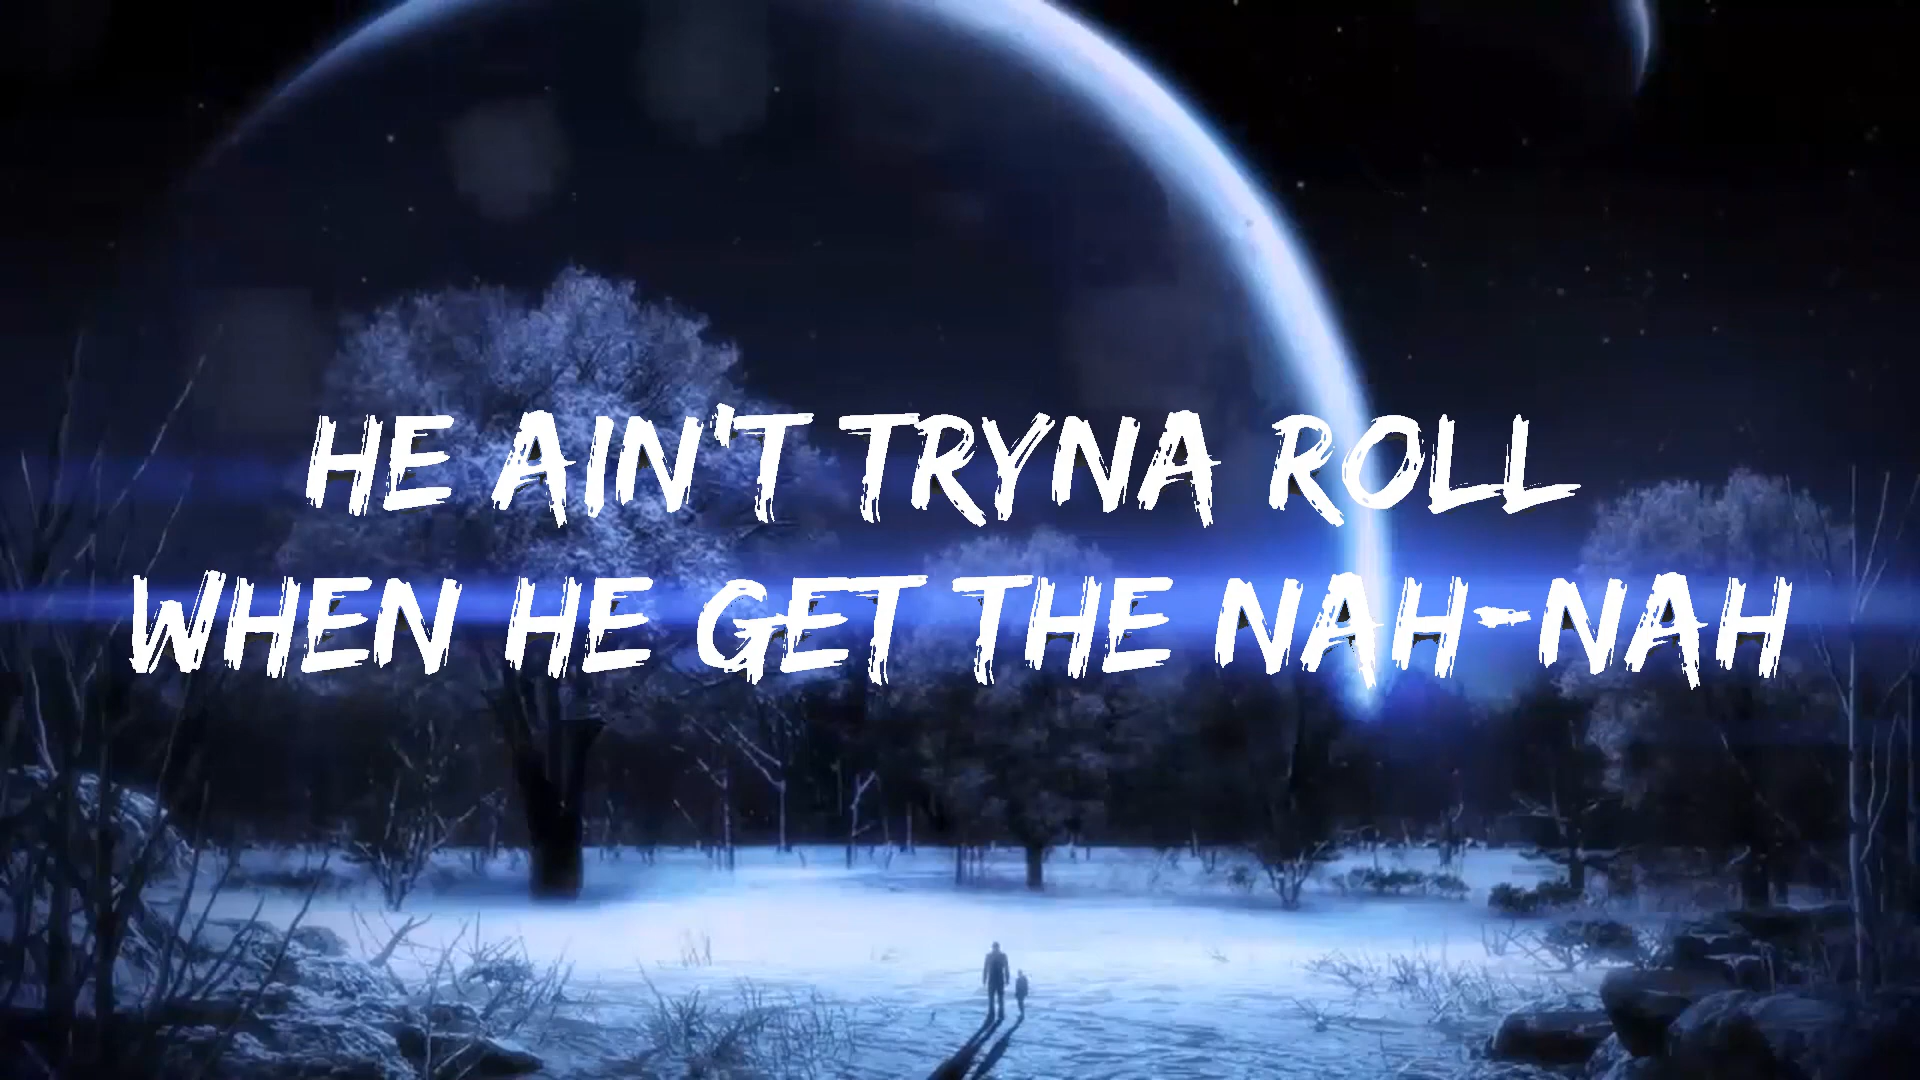 HE AIN'T TRYNA ROLL
WHEN HE GET THE NAH-NAH